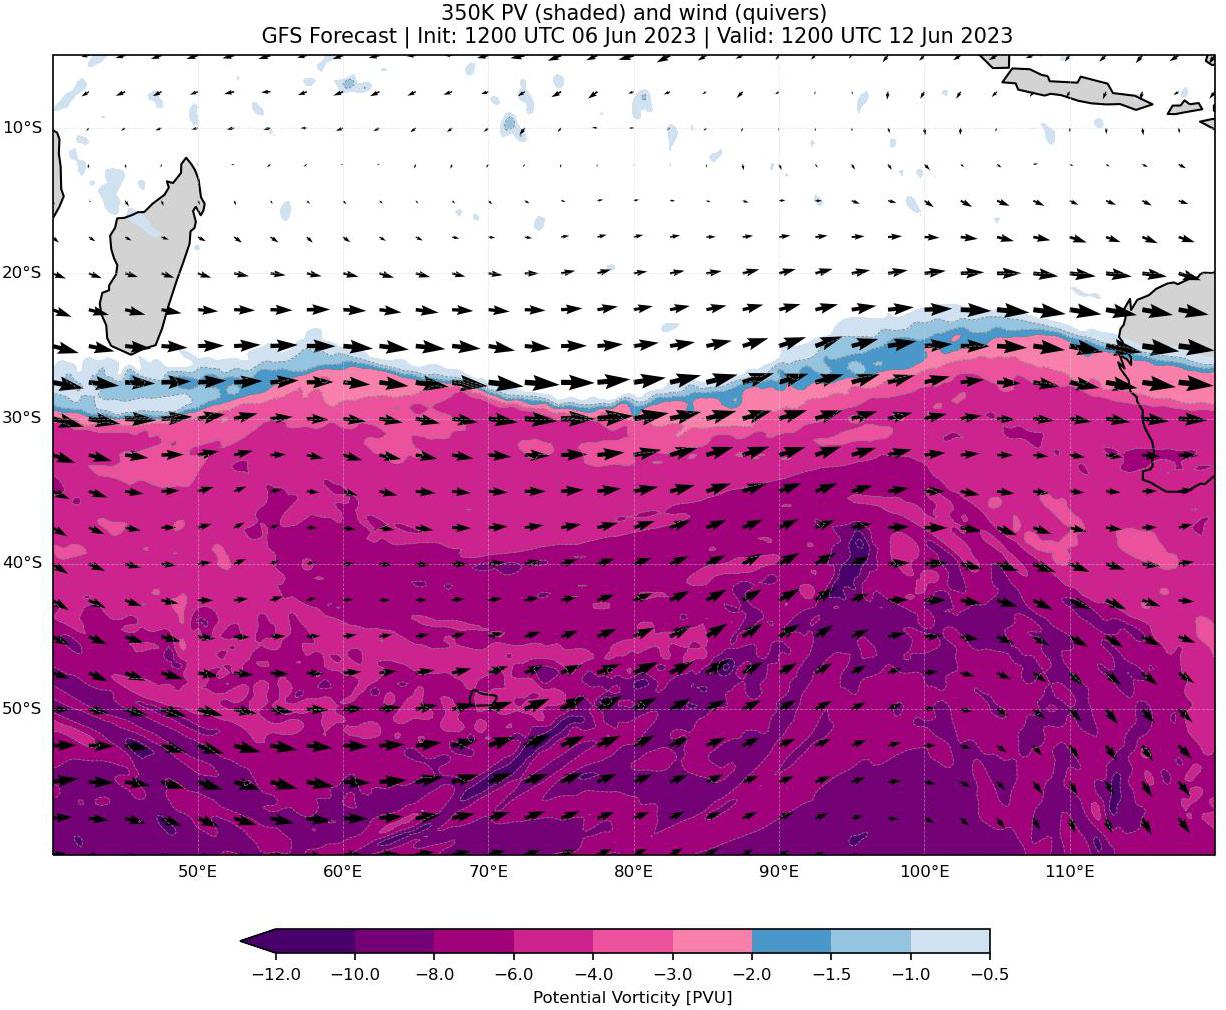 350K PV (shaded) and wind (quivers)
GFS Forecast | Init: 1200 UTC 06 Jun 2023 | Valid: 1200 UTC 12 Jun 2023
10°S
20°S
30°S
40°S
50°S
50°E 60°E 70°E 80°E 90°E 100°E 110°E
−12.0 −10.0 −8.0 −6.0 −4.0 −3.0 −2.0 −1.5 −1.0 −0.5
Potential Vorticity [PVU]